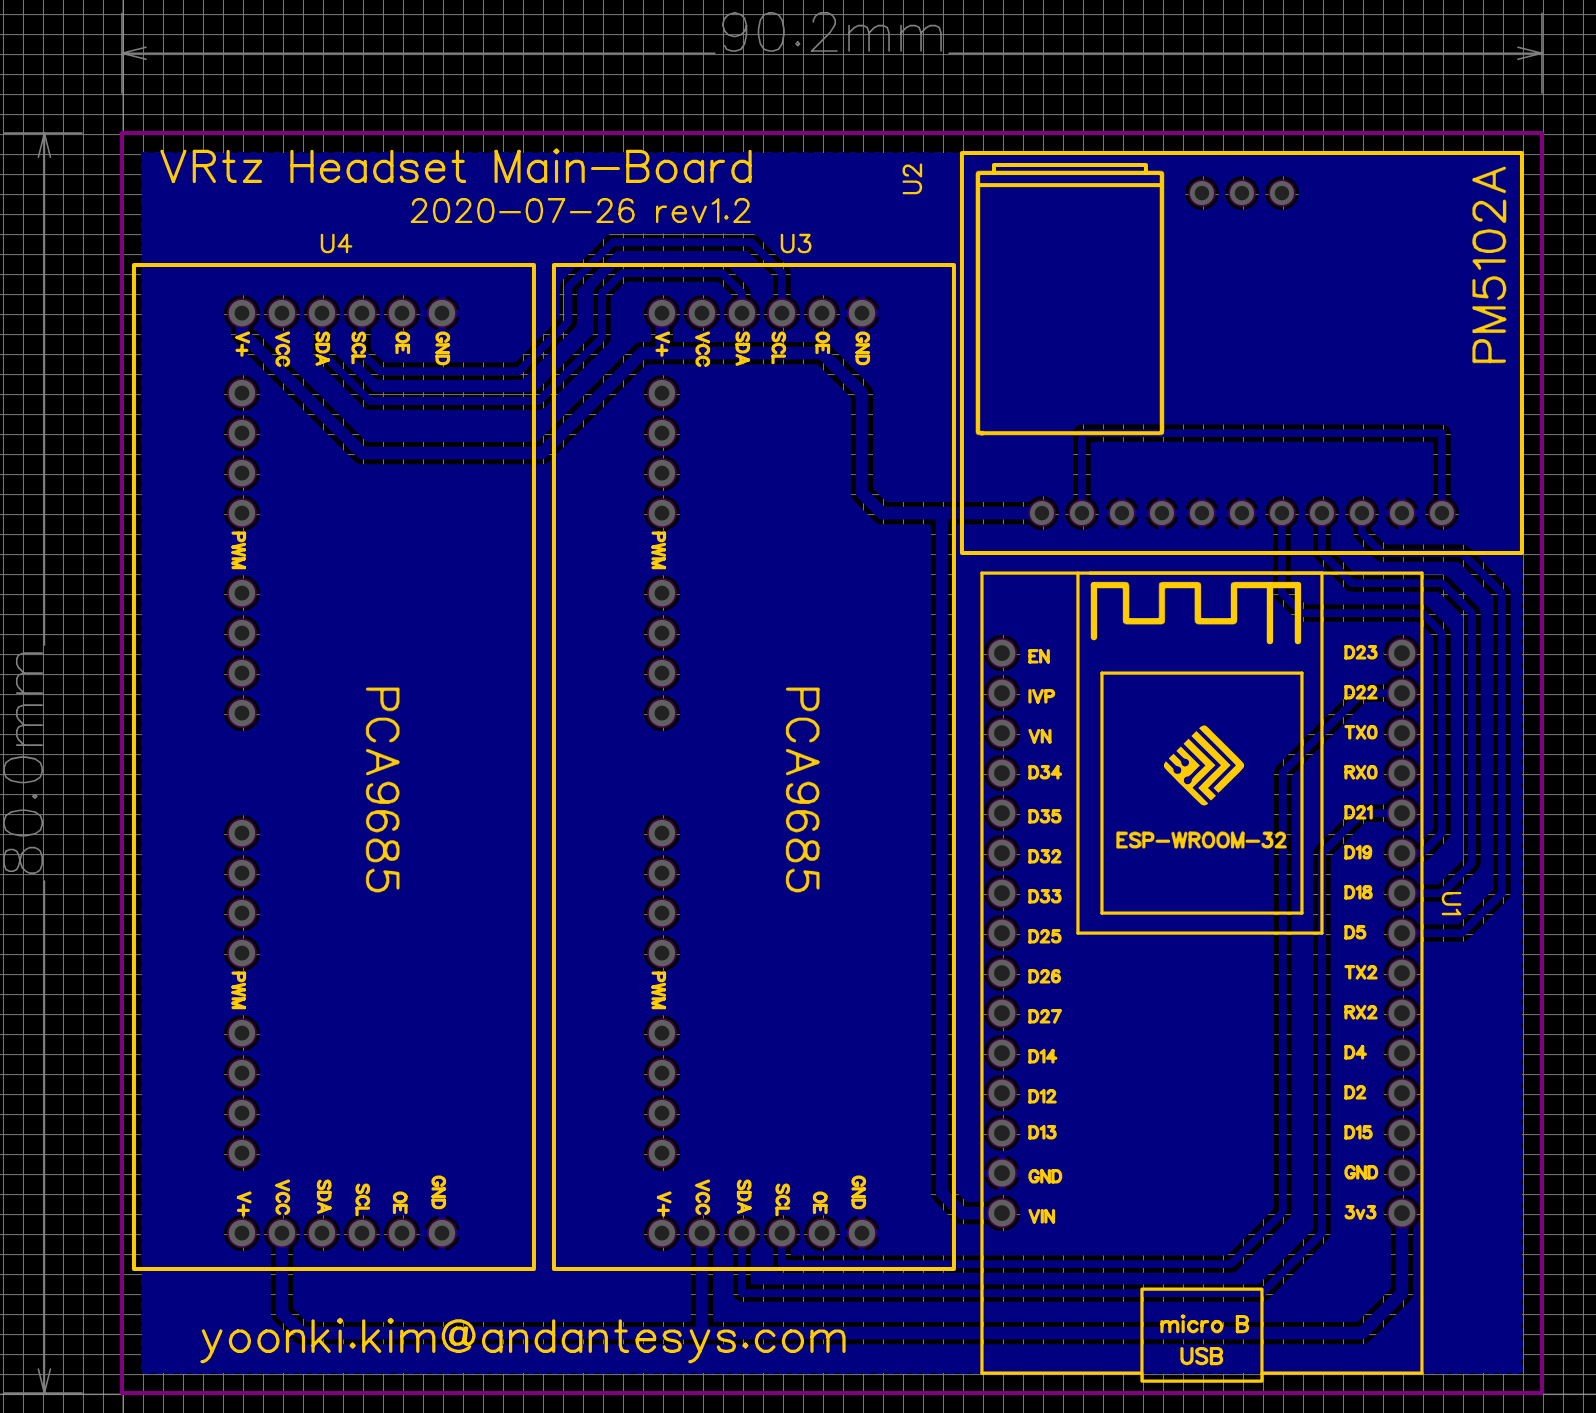 90.2mm
80.0mm
VRtz Headset Main-Board
2020-07-26 rev1.2
U4
U3
U2
PM5102A
V+ VCC SDA SCL OE GND
V+ VCC SDA SCL OE GND
PWM
PWM
PCA9685
PCA9685
PWM
PWM
V+ VCC SDA SCL OE GND
V+ VCC SDA SCL OE GND
EN
IVP
VN
D34
D35
D32
D33
D25
D26
D27
D14
D12
D13
GND
VIN
ESP-WROOM-32
D23
D22
TX0
RX0
D21
D19
D18
D5
TX2
RX2
D4
D2
D15
GND
3v3
U1
micro B
USB
yoonki.kim@andantesys.com